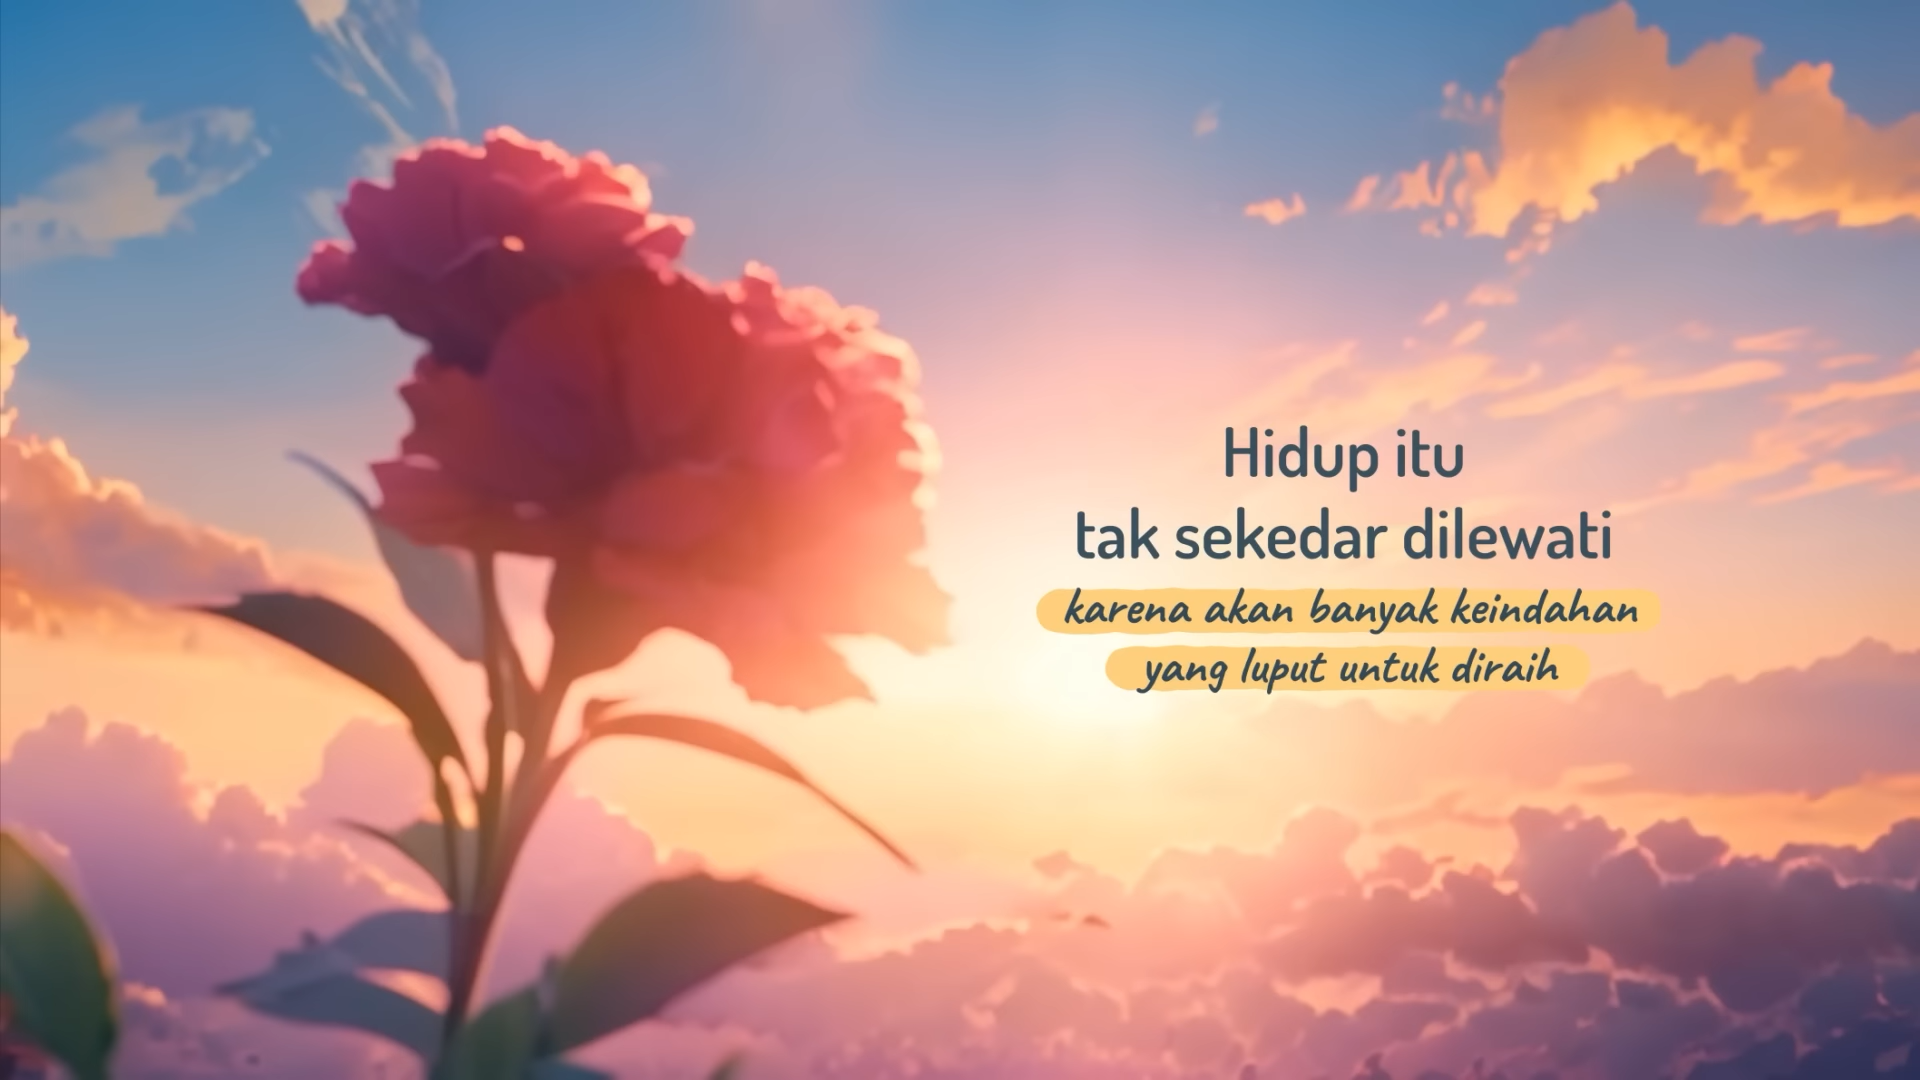 Hidup itu
tak sekedar dilewati
karena akan banyak keindahan
yang luput untuk diraih